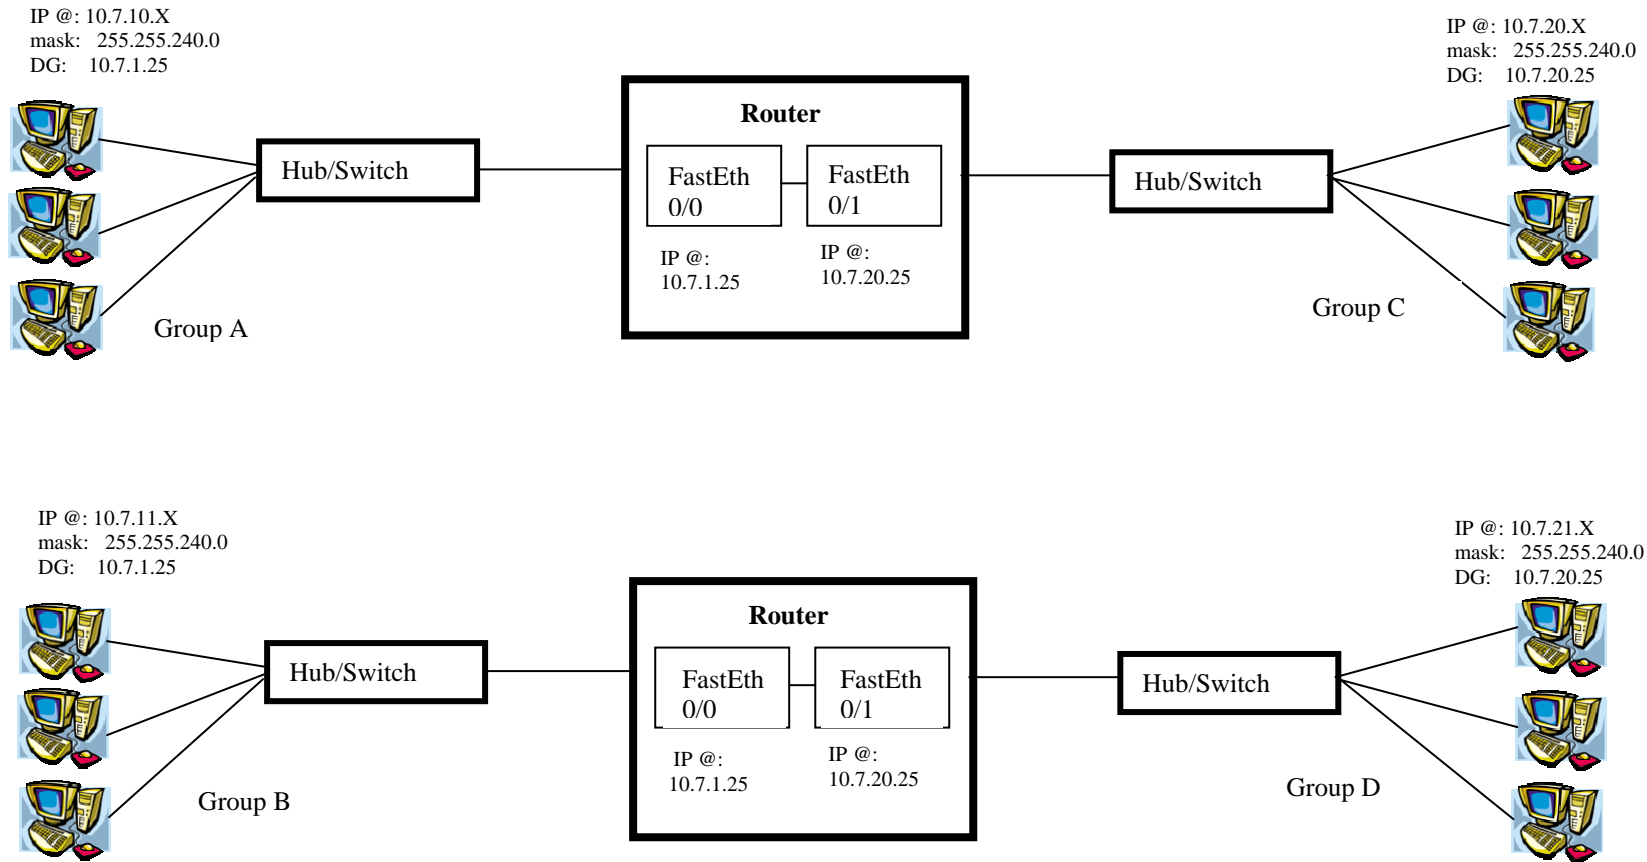 IP @: 10.7.10.X
mask: 255.255.240.0
DG: 10.7.1.25
IP @: 10.7.20.X
mask: 255.255.240.0
DG: 10.7.20.25
Router
Hub/Switch
FastEth
0/0
FastEth
0/1
Hub/Switch
IP @:
10.7.1.25
IP @:
10.7.20.25
Group A
Group C
IP @: 10.7.11.X
mask: 255.255.240.0
DG: 10.7.1.25
IP @: 10.7.21.X
mask: 255.255.240.0
DG: 10.7.20.25
Router
Hub/Switch
FastEth
0/0
FastEth
0/1
Hub/Switch
IP @:
10.7.1.25
IP @:
10.7.20.25
Group B
Group D